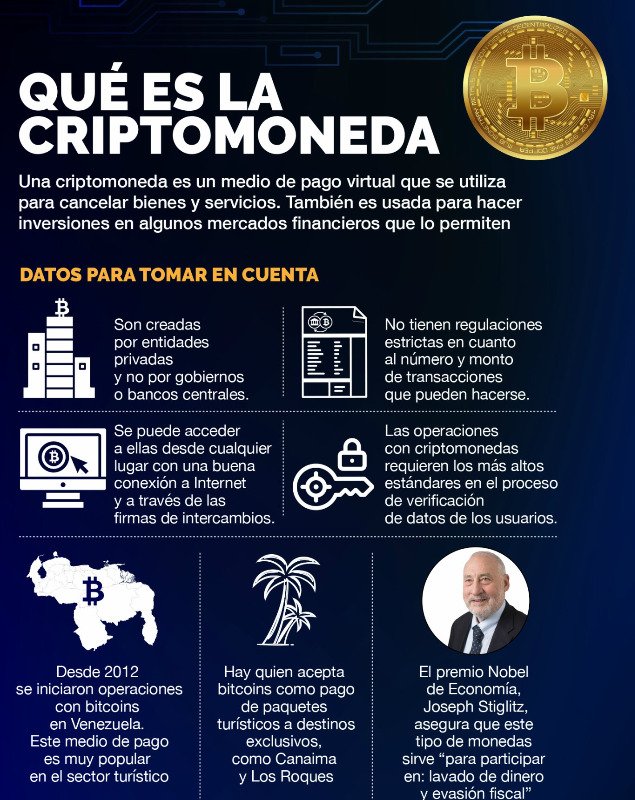 QUÉ ES LA
CRIPTOMONEDA
Una criptomoneda es un medio de pago virtual que se utiliza
para cancelar bienes y servicios. También es usada para hacer
inversiones en algunos mercados financieros que lo permiten
DATOS PARA TOMAR EN CUENTA
Son creadas
por entidades
privadas
y no por gobiernos
o bancos centrales.
No tienen regulaciones
estrictas en cuanto
al número y monto
de transacciones
que pueden hacerse.
Se puede acceder
a ellas desde cualquier
lugar con una buena
conexión a Internet
y a través de las
firmas de intercambios.
Las operaciones
con criptomonedas
requieren los más altos
estándares en el proceso
de verificación
de datos de los usuarios.
Desde 2012
se iniciaron operaciones
con bitcoins
en Venezuela.
Este medio de pago
es muy popular
en el sector turístico
Hay quien acepta
bitcoins como pago
de paquetes
turísticos a destinos
exclusivos,
como Canaima
y Los Roques
El premio Nobel
de Economía,
Joseph Stiglitz,
asegura que este
tipo de monedas
sirve “para participar
en: lavado de dinero
y evasión fiscal”